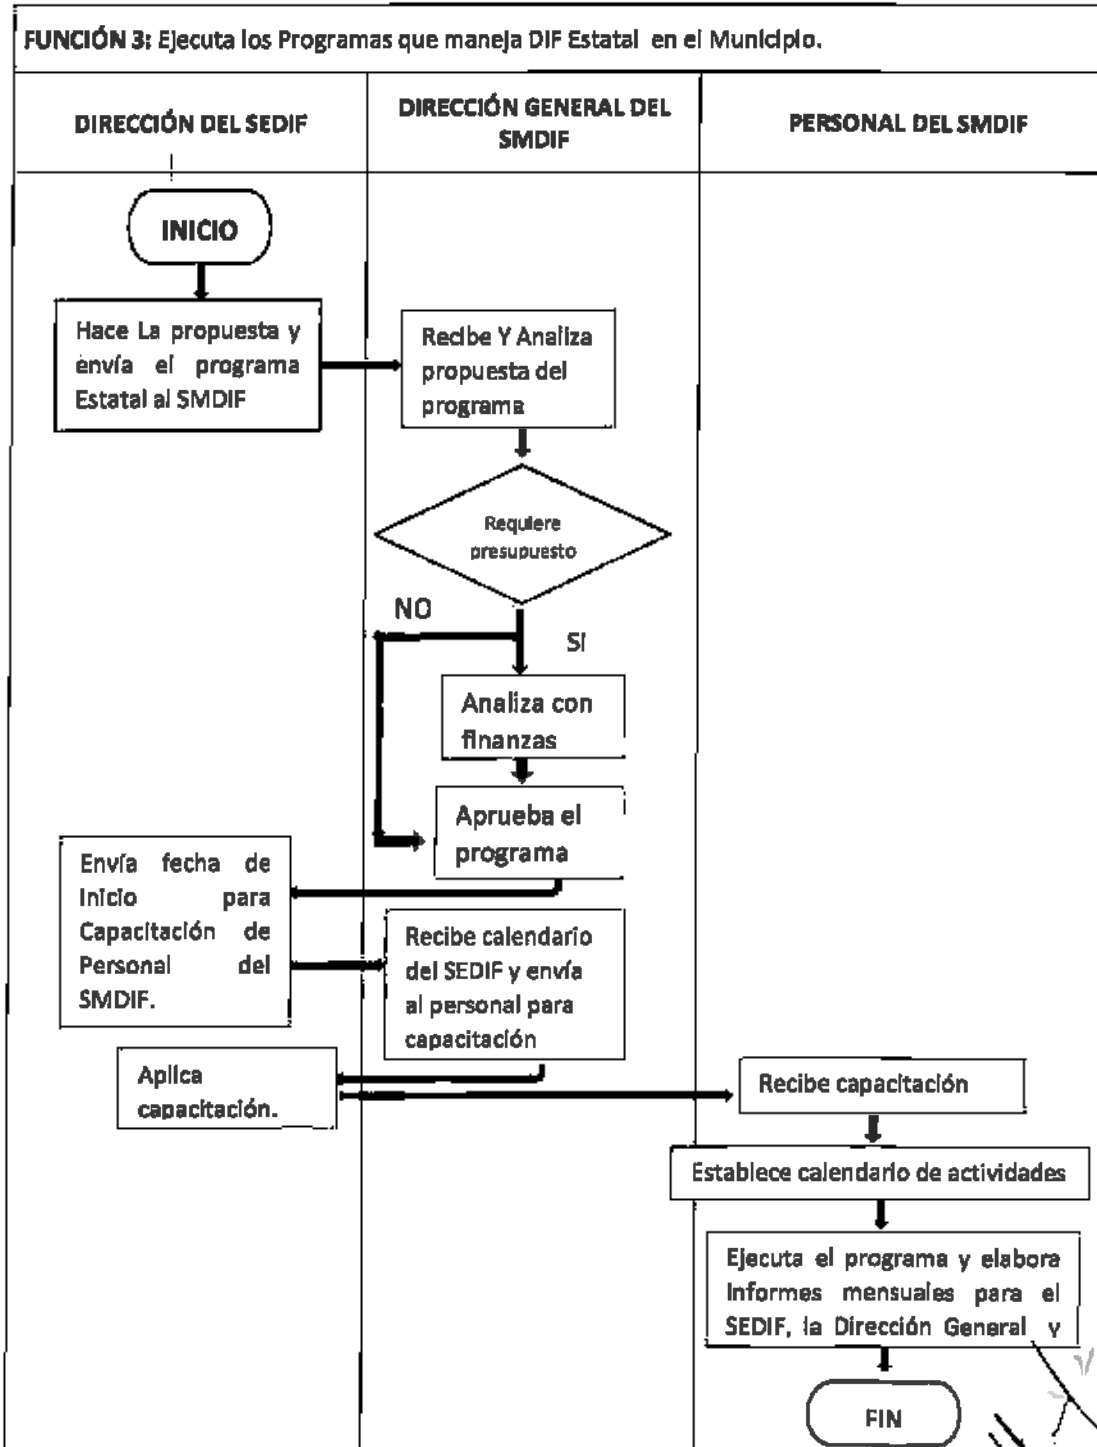 FUNCIÓN 3: Ejecuta los Programas que maneja DIF Estatal en el Municipio.
DIRECCIÓN DEL SEDIF
DIRECCIÓN GENERAL DEL
SMDIF
PERSONAL DEL SMDIF
INICIO
Hace La propuesta y
envía el programa
Estatal al SMDIF
Recibe Y Analiza
propuesta del
programa
Requiere
presupuesto
NO
Si
Analiza con
finanzas
Aprueba el
programa
Envía fecha de
Inicio para
Capacitación de
Personal del
SMDIF.
Recibe calendario
del SEDIF y envía
al personal para
capacitación
Aplica
capacitación.
Recibe capacitación
Establece calendario de actividades
Ejecuta el programa y elabora
Informes mensuales para el
SEDIF, la Dirección General y
FIN